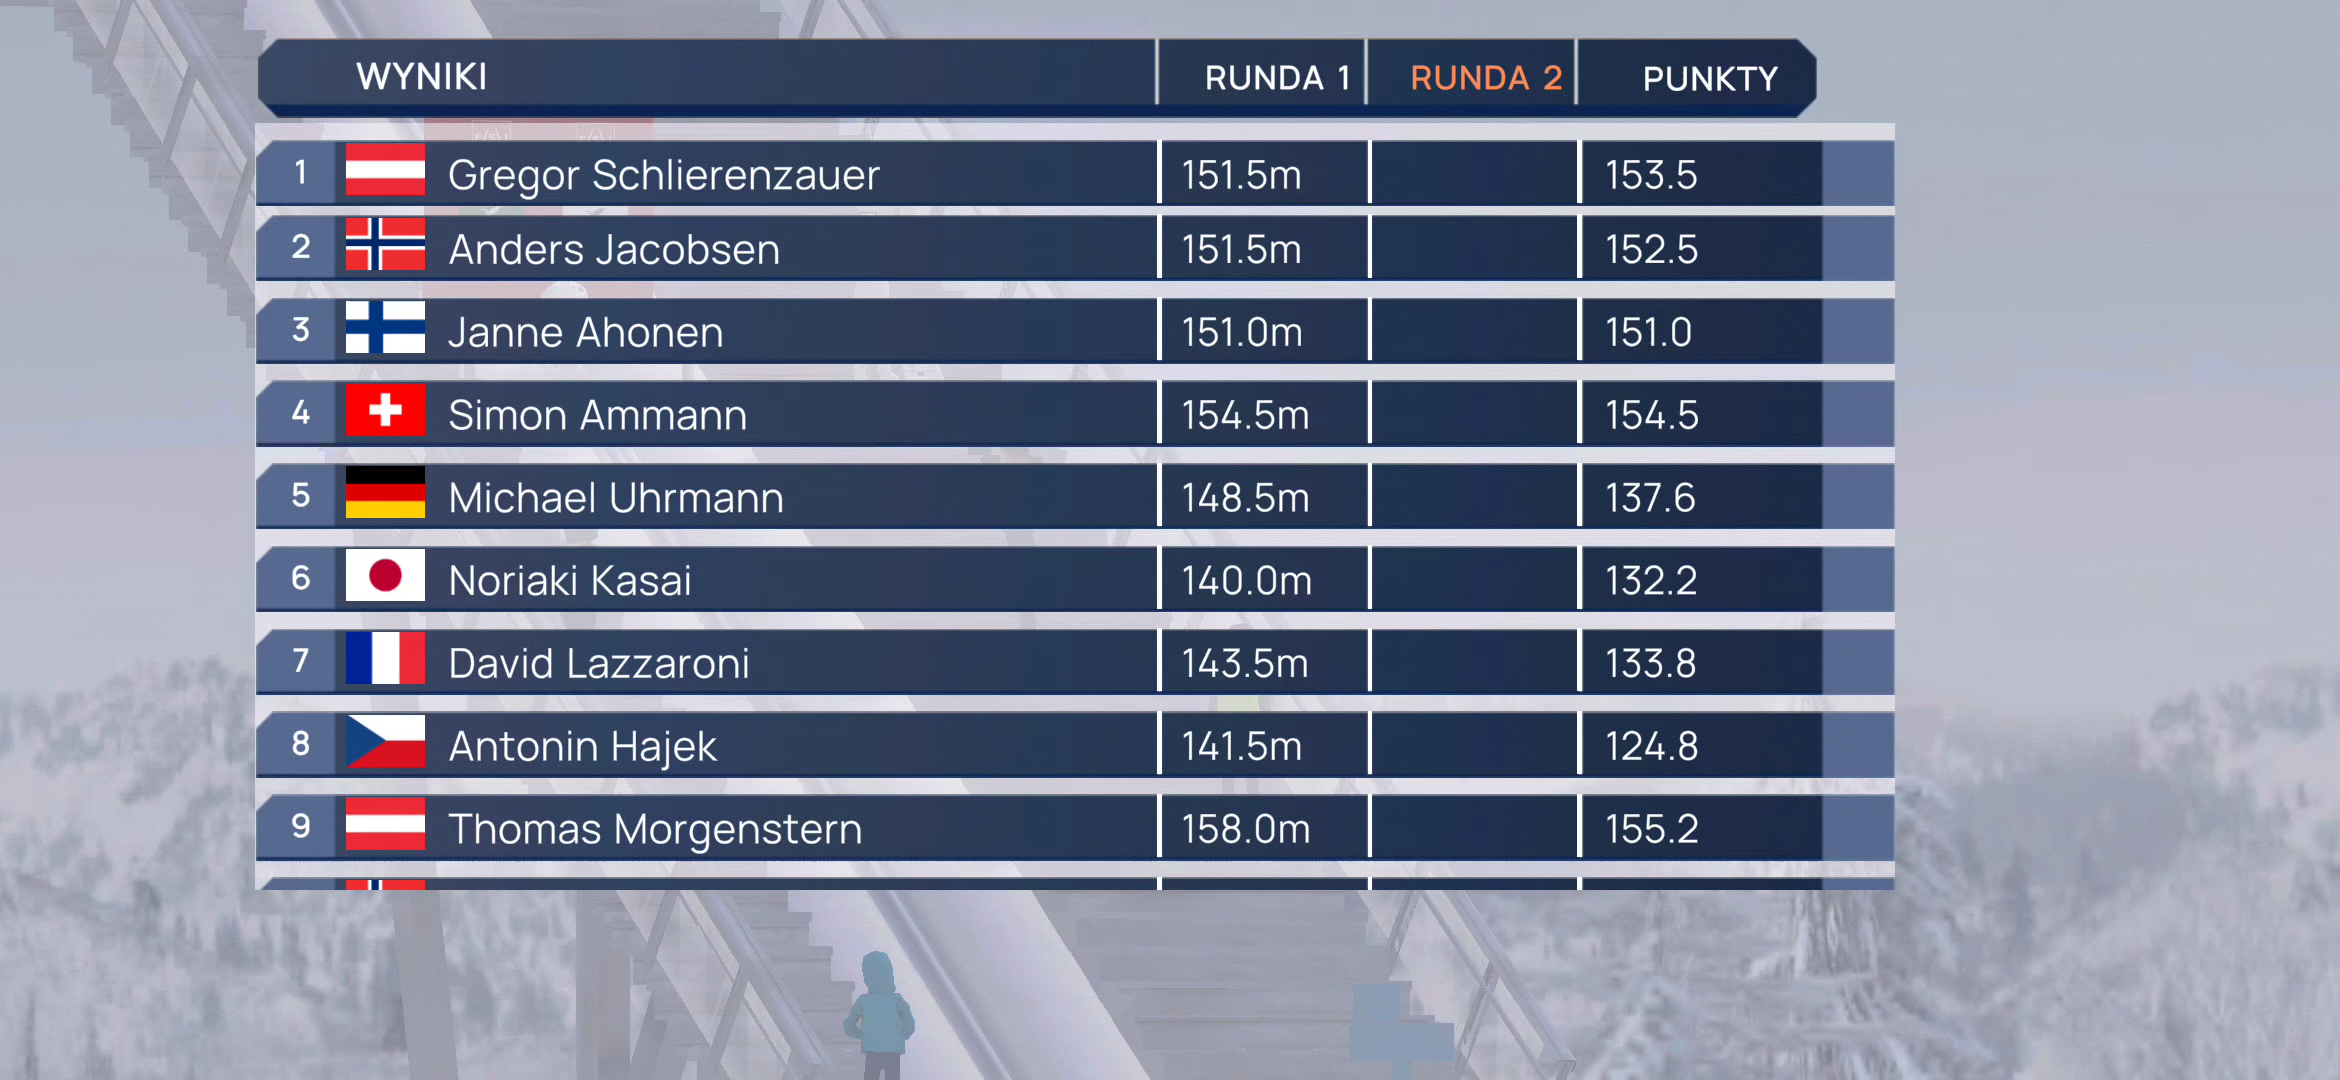 WYNIKI RUNDA 1 RUNDA 2 PUNKTY
1 Gregor Schlierenzauer 151.5m 153.5
2 Anders Jacobsen 151.5m 152.5
3 Janne Ahonen 151.0m 151.0
4 Simon Ammann 154.5m 154.5
5 Michael Uhrmann 148.5m 137.6
6 Noriaki Kasai 140.0m 132.2
7 David Lazzaroni 143.5m 133.8
8 Antonin Hajek 141.5m 124.8
9 Thomas Morgenstern 158.0m 155.2